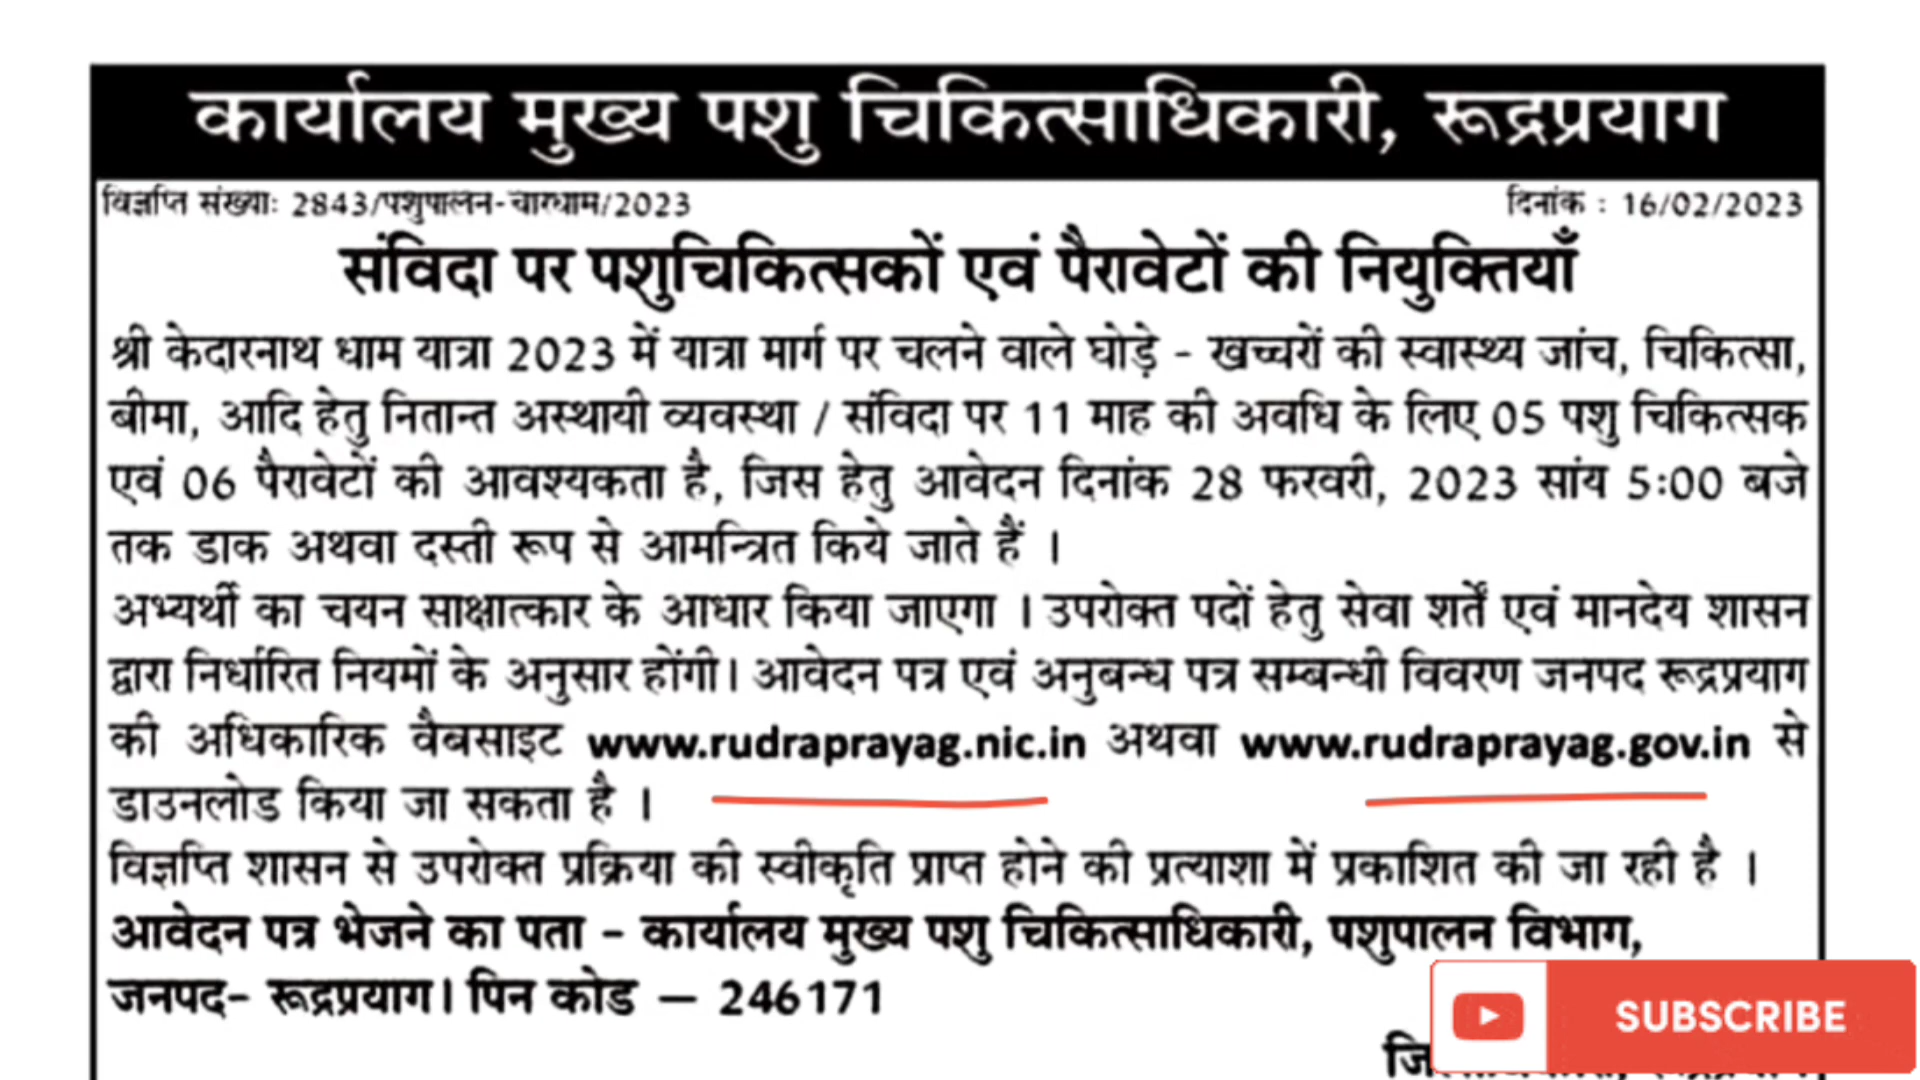 कार्यालय मुख्य पशु चिकित्साधिकारी, रूद्रप्रयाग
विज्ञप्ति संख्याः 2843/पशुपालन-चारधाम/2023 दिनांक : 16/02/2023
संविदा पर पशुचिकित्सकों एवं पैरावेटों की नियुक्तियाँ
श्री केदारनाथ धाम यात्रा 2023 में यात्रा मार्ग पर चलने वाले घोड़े - खच्चरों की स्वास्थ्य जांच, चिकित्सा,
बीमा, आदि हेतु नितान्त अस्थायी व्यवस्था / संविदा पर 11 माह की अवधि के लिए 05 पशु चिकित्सक
एवं 06 पैरावेटों की आवश्यकता है, जिस हेतु आवेदन दिनांक 28 फरवरी, 2023 सांय 5:00 बजे
तक डाक अथवा दस्ती रूप से आमन्त्रित किये जाते हैं ।
अभ्यर्थी का चयन साक्षात्कार के आधार किया जाएगा । उपरोक्त पदों हेतु सेवा शर्ते एवं मानदेय शासन
द्वारा निर्धारित नियमों के अनुसार होंगी। आवेदन पत्र एवं अनुबन्ध पत्र सम्बन्धी विवरण जनपद रूद्रप्रयाग
की अधिकारिक वैबसाइट www.rudraprayag.nic.in अथवा www.rudraprayag.gov.in से
डाउनलोड किया जा सकता है ।
विज्ञप्ति शासन से उपरोक्त प्रक्रिया की स्वीकृति प्राप्त होने की प्रत्याशा में प्रकाशित की जा रही है ।
आवेदन पत्र भेजने का पता - कार्यालय मुख्य पशु चिकित्साधिकारी, पशुपालन विभाग,
जनपद- रूद्रप्रयाग। पिन कोड – 246171
SUBSCRIBE